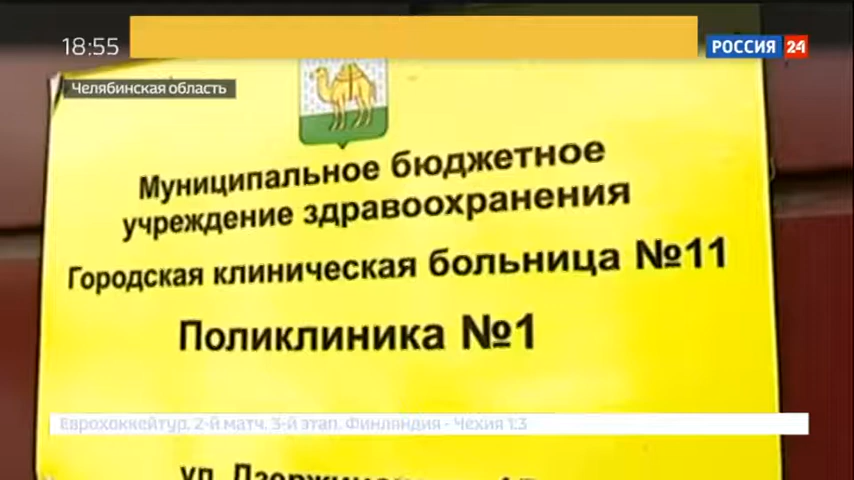 18:55
РОССИЯ 24
Челябинская область
Муниципальное бюджетное
учреждение здравоохранения
Городская клиническая больница №11
Поликлиника №1
Еврохоккейтур. 2-й матч. 3-й этап. Финляндия - Чехия 1:3
ул.